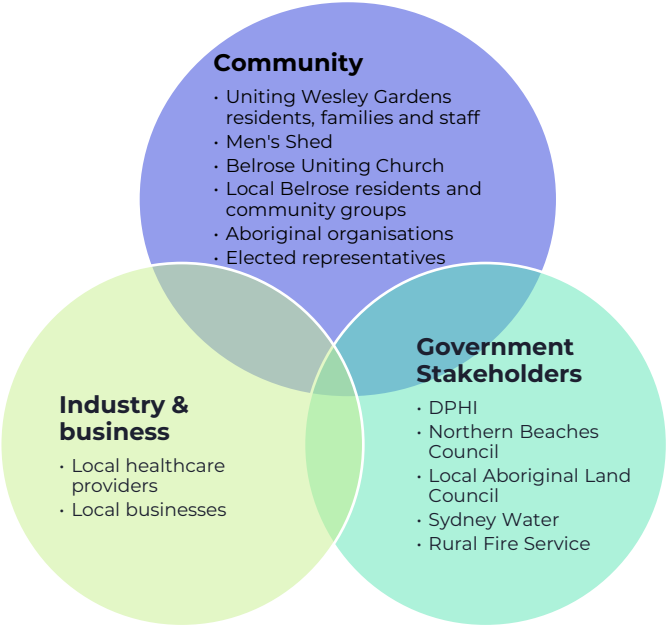 Community
· Uniting Wesley Gardens
residents, families and staff
· Men's Shed
· Belrose Uniting Church
· Local Belrose residents and
community groups
· Aboriginal organisations
· Elected representatives
Industry &
business
· Local healthcare
providers
· Local businesses
Government
Stakeholders
· DPHI
· Northern Beaches
Council
· Local Aboriginal Land
Council
· Sydney Water
· Rural Fire Service